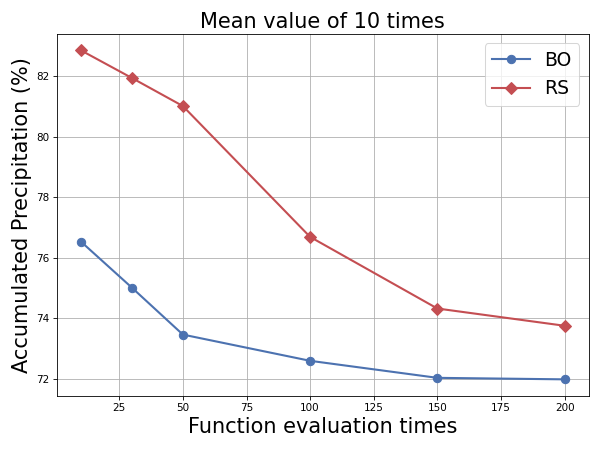 Mean value of 10 times
Accumulated Precipitation (%)
82
80
78
76
74
72
BO
RS
25 50 75 100 125 150 175 200
Function evaluation times